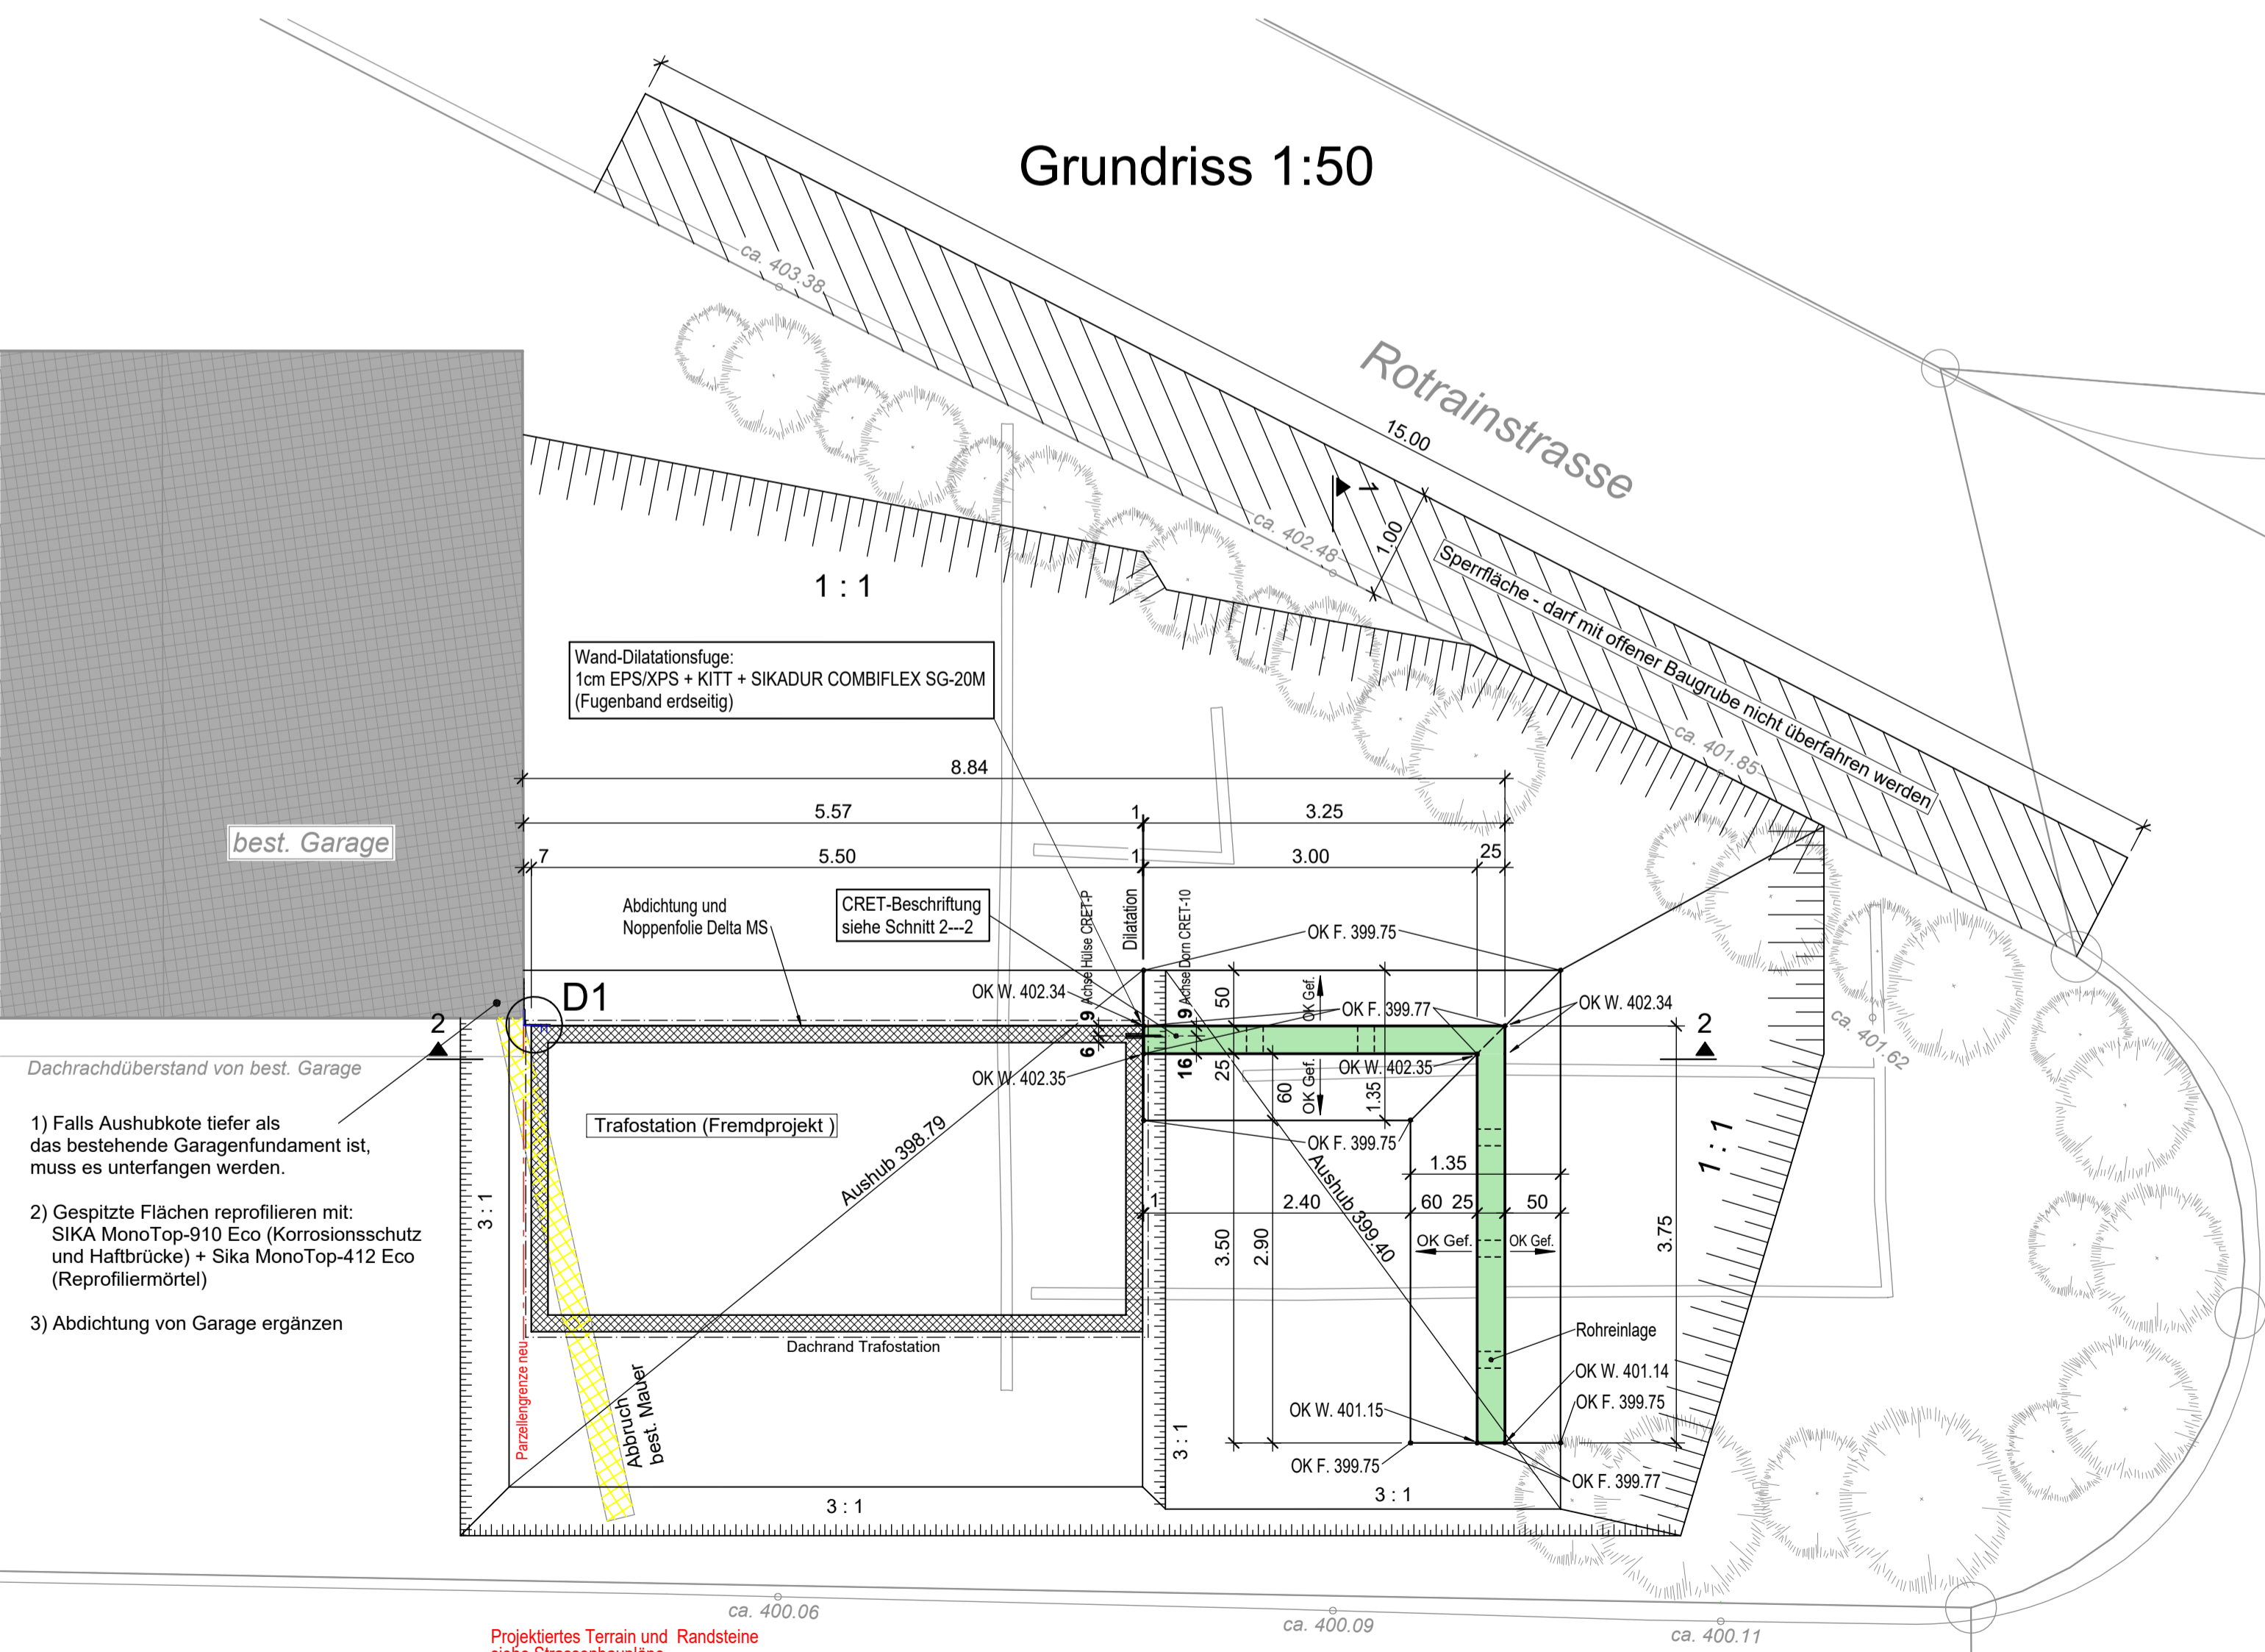 Grundriss 1:50
ca. 403.38
Rotrainstrasse
15.00
1
1.00
ca. 402.48
Sperrfläche - darf mit offener Baugrube nicht überfahren werden
ca. 401.85
1 : 1
Wand-Dilatationsfuge:
1cm EPS/XPS + KITT + SIKADUR COMBIFLEX SG-20M
(Fugenband erdseitig)
8.84
5.57
1
3.25
best. Garage
7
5.50
1
3.00
25
Abdichtung und
Noppenfolie Delta MS
CRET-Beschriftung
siehe Schnitt 2---2
Achse Hülse CRET-P
Dilatation
Achse Dorn CRET-10
OK F. 399.75
D1
OK W. 402.34
9
9
50
OK Gef.
OK F. 399.77
OK W. 402.34
2
2
ca. 401.62
Dachrachdüberstand von best. Garage
6
16
25
OK W. 402.35
60
OK Gef.
1.35
OK W. 402.35
1) Falls Aushubkote tiefer als
das bestehende Garagenfundament ist,
muss es unterfangen werden.
Trafostation (Fremdprojekt )
Aushub 398.79
OK F. 399.75
Aushub 399.40
1.35
1 : 1
2) Gespitzte Flächen reprofilieren mit:
SIKA MonoTop-910 Eco (Korrosionsschutz
und Haftbrücke) + Sika MonoTop-412 Eco
(Reprofiliermörtel)
3 : 1
1
2.40
60
25
50
3.50
2.90
OK Gef.
OK Gef.
3.75
3) Abdichtung von Garage ergänzen
Rohreinlage
Dachrand Trafostation
Parzellengrenze neu
Abbruch
best. Mauer
OK W. 401.14
OK F. 399.75
OK W. 401.15
3 : 1
OK F. 399.75
OK F. 399.77
3 : 1
3 : 1
ca. 400.06
ca. 400.09
ca. 400.11
Projektiertes Terrain und Randsteine
siehe Strassenbaupläne